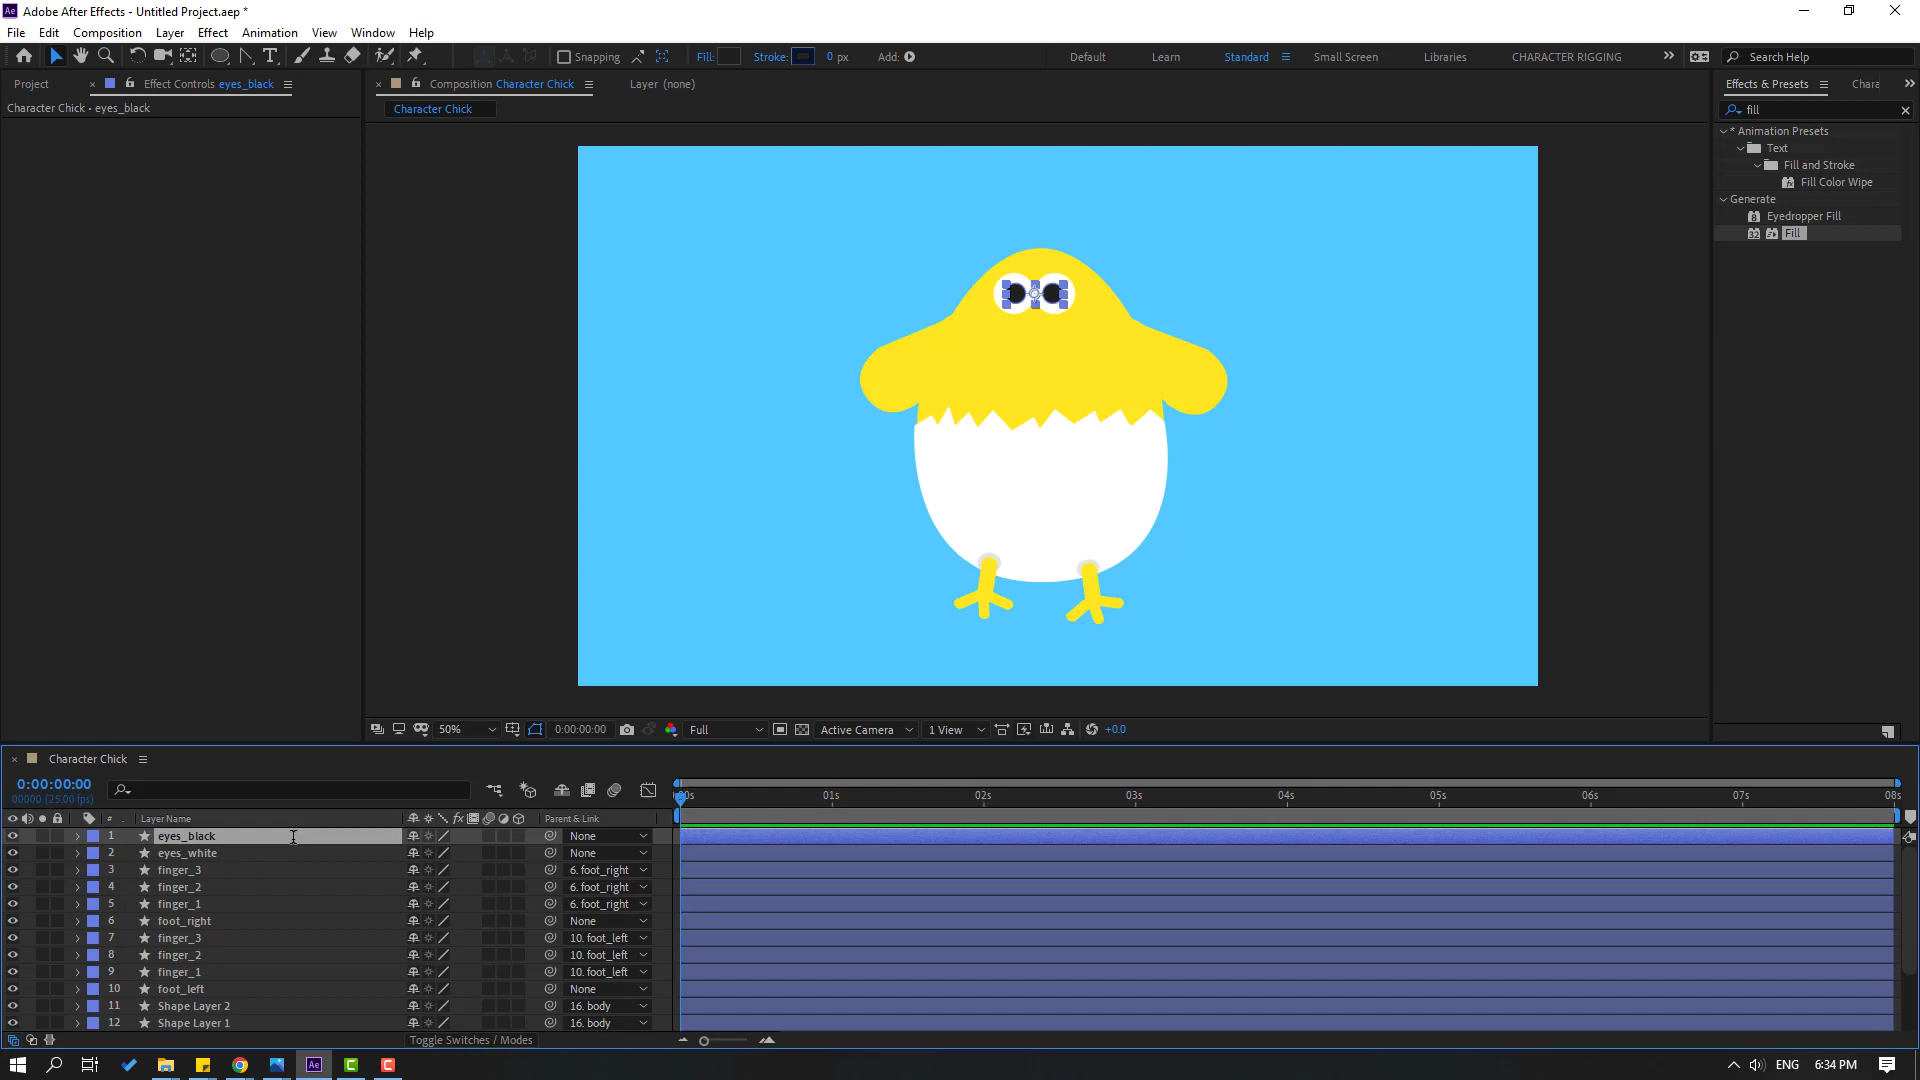 Adobe After Effects - Untitled Project.aep *
File Edit Composition Layer Effect Animation View Window Help
Snapping Fill: Stroke: 0 px Add: Default Learn Standard Small Screen Libraries CHARACTER RIGGING Search Help
Project Effect Controls eyes_black Composition Character Chick Layer (none) Effects & Presets Chara
Character Chick • eyes_black
Character Chick
fill
* Animation Presets
Text
Fill and Stroke
Fill Color Wipe
Generate
Eyedropper Fill
32 Fill
50% 0:00:00:00 Full Active Camera 1 View +0.0
Character Chick
0:00:00:00
00000 (25.00 fps)
00s 01s 02s 03s 04s 05s 06s 07s 08s
# Layer Name Parent & Link
1 eyes_black None
2 eyes_white None
3 finger_3 6. foot_right
4 finger_2 6. foot_right
5 finger_1 6. foot_right
6 foot_right None
7 finger_3 10. foot_left
8 finger_2 10. foot_left
9 finger_1 10. foot_left
10 foot_left None
11 Shape Layer 2 16. body
12 Shape Layer 1 16. body
Toggle Switches / Modes
ENG 6:34 PM